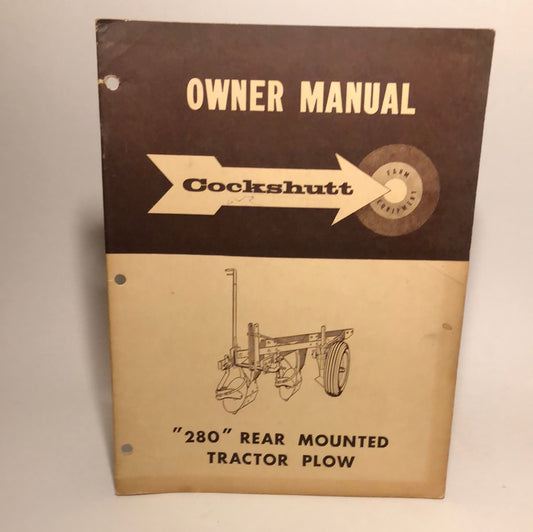 OWNER MANUAL
Cockshutt
FARM
EQUIPMENT
"280" REAR MOUNTED
TRACTOR PLOW